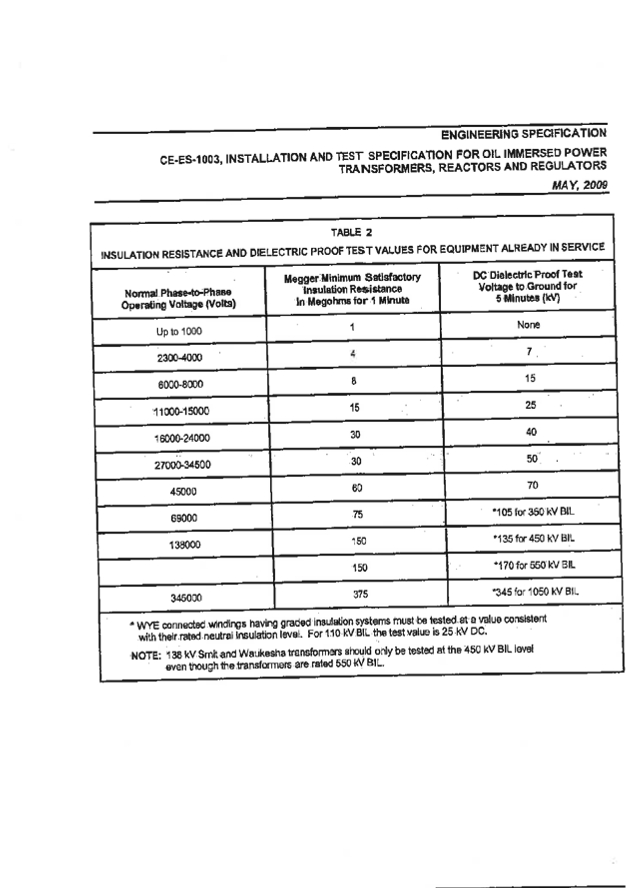 ENGINEERING SPECIFICATION
CE-ES-1003, INSTALLATION AND TEST SPECIFICATION FOR OIL IMMERSED POWER
TRANSFORMERS, REACTORS AND REGULATORS
MAY, 2009
TABLE 2
INSULATION RESISTANCE AND DIELECTRIC PROOF TEST VALUES FOR EQUIPMENT ALREADY IN SERVICE
Normal Phase-to-Phase
Operating Voltage (Volts)
Megger Minimum Satisfactory
Insulation Resistance
In Megohms for 1 Minute
DC Dielectric Proof Test
Voltage to Ground for
5 Minutes (kV)
Up to 1000 1 None
2300-4000 4 7
6000-8000 8 15
11000-15000 15 25
16000-24000 30 40
27000-34500 30 50
45000 60 70
69000 75 *105 for 350 kV BIL
138000 150 *135 for 450 kV BIL
150 *170 for 550 kV BIL
345000 375 *345 for 1050 kV BIL
* WYE connected windings having graded insulation systems must be tested at a value consistent
with their rated neutral insulation level. For 110 kV BIL the test value is 25 kV DC.
NOTE: 138 kV Smit and Waukesha transformers should only be tested at the 450 kV BIL level
even though the transformers are rated 550 kV BIL.